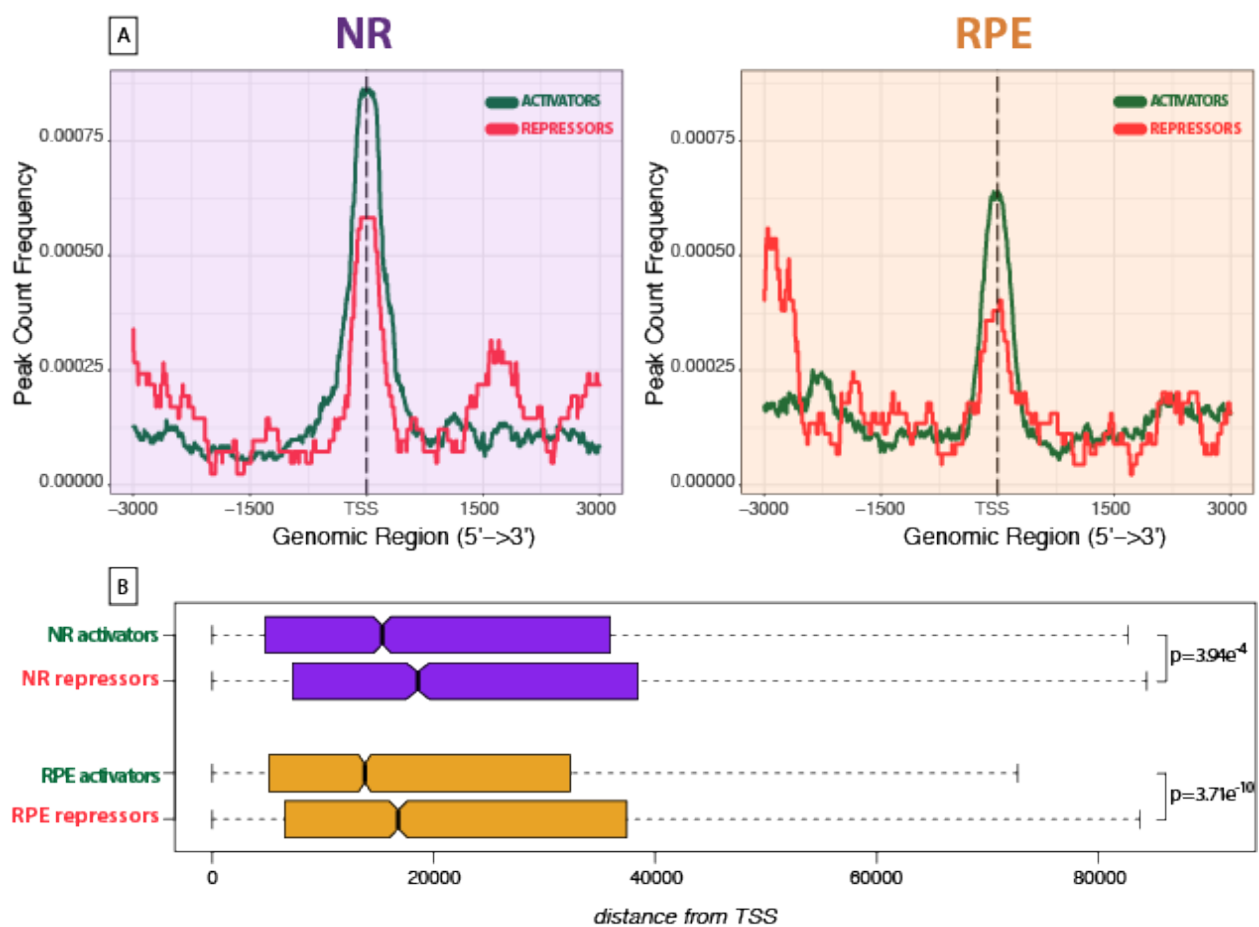 A
NR
RPE
ACTIVATORS
REPRESSORS
0.00075
0.00050
0.00025
0.00000
Peak Count Frequency
-3000
-1500
TSS
1500
3000
Genomic Region (5'->3')
ACTIVATORS
REPRESSORS
0.00075
0.00050
0.00025
0.00000
Peak Count Frequency
-3000
-1500
TSS
1500
3000
Genomic Region (5'->3')
B
NR activators
NR repressors
RPE activators
RPE repressors
p=3.94e-4
p=3.71e-10
0
20000
40000
60000
80000
distance from TSS